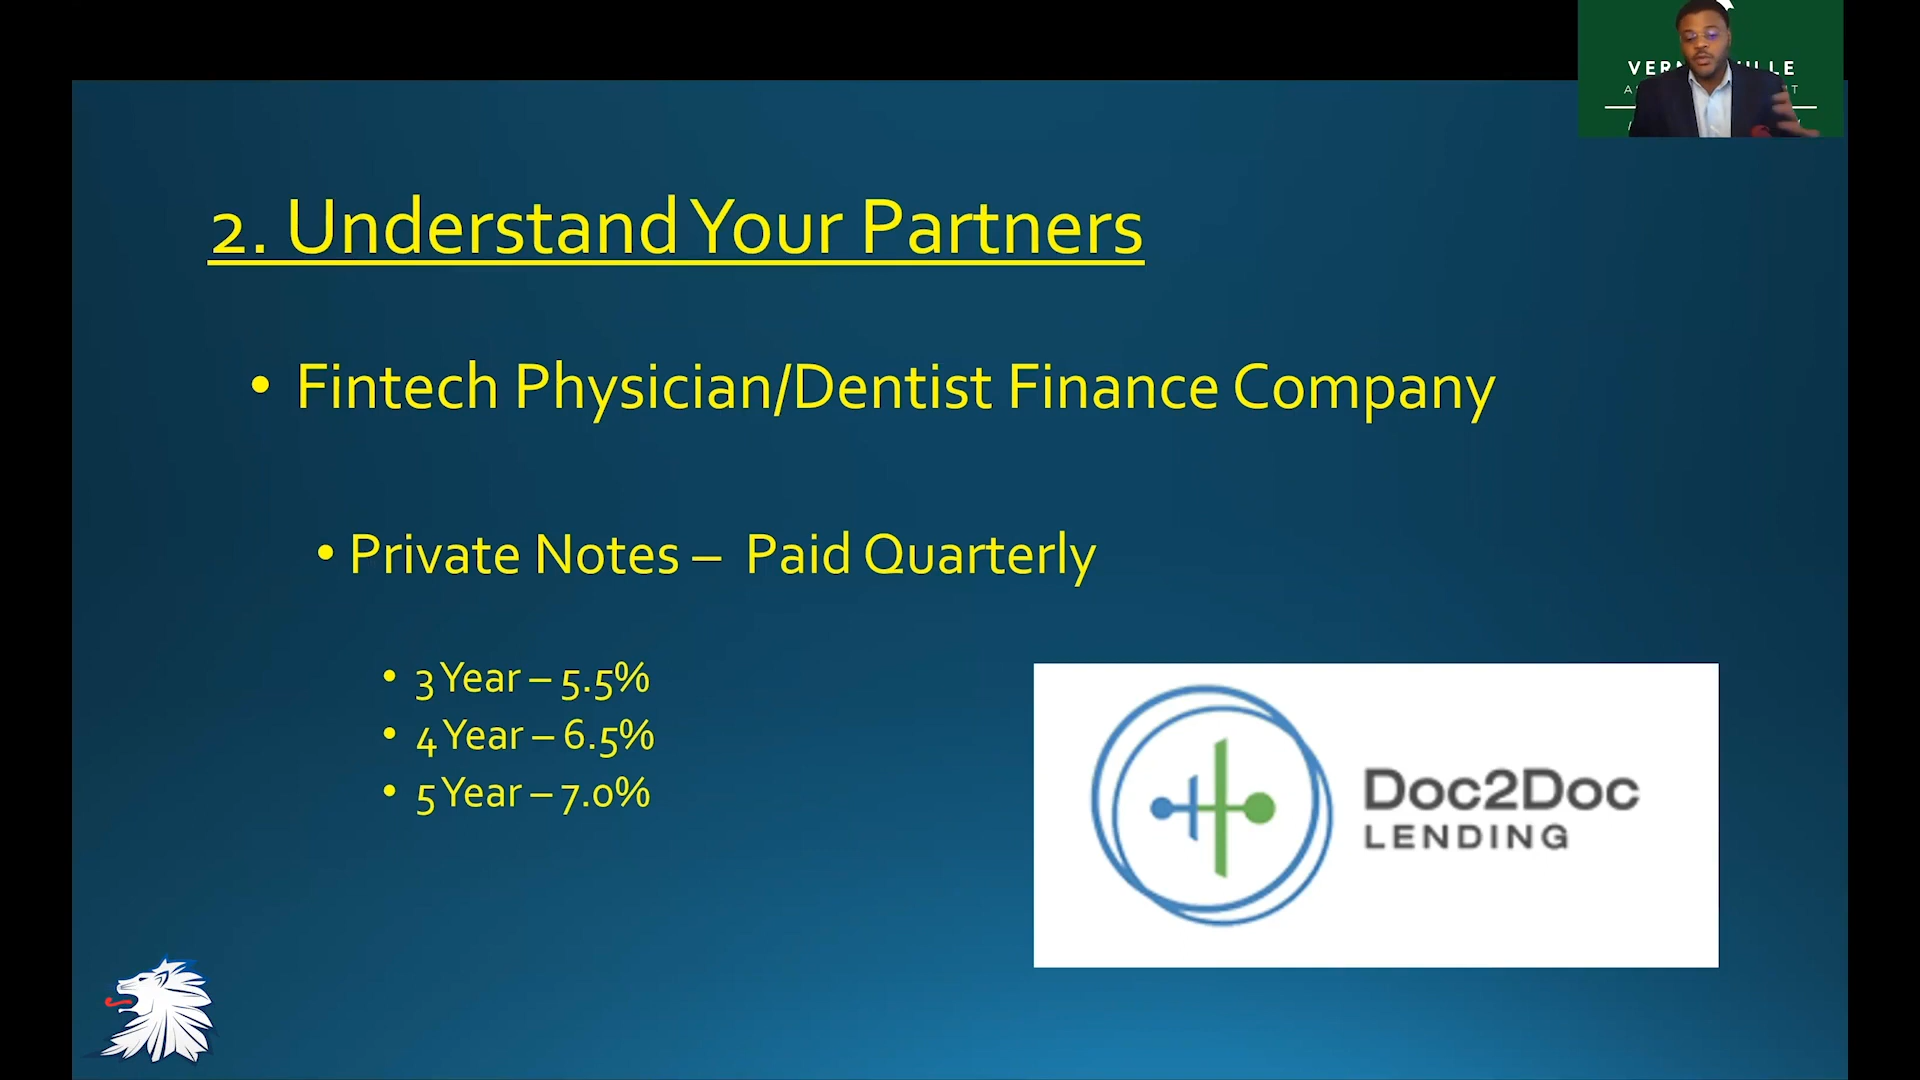 2. Understand Your Partners
• Fintech Physician/Dentist Finance Company
• Private Notes – Paid Quarterly
• 3 Year – 5.5%
• 4 Year – 6.5%
• 5 Year – 7.0%
Doc2Doc
LENDING